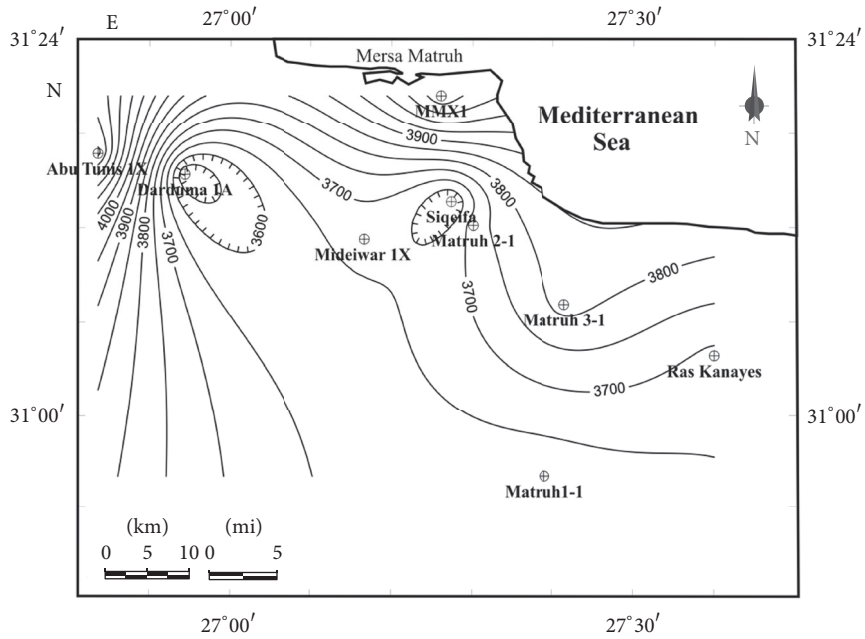 E
27°00′
27°30′
31°24′
31°24′
N
Mersa Matruh
MMX1
Mediterranean
Sea
N
3900
Abu Tunis 1X
Darduma 1A
3700
3800
4000
3900
3800
3700
3600
Siqeifa
Matruh 2-1
Mideiwar 1X
3700
3800
Matruh 3-1
Ras Kanayes
3700
31°00′
31°00′
Matruh1-1
(km)
(mi)
0 5 10 0 5
27°00′
27°30′